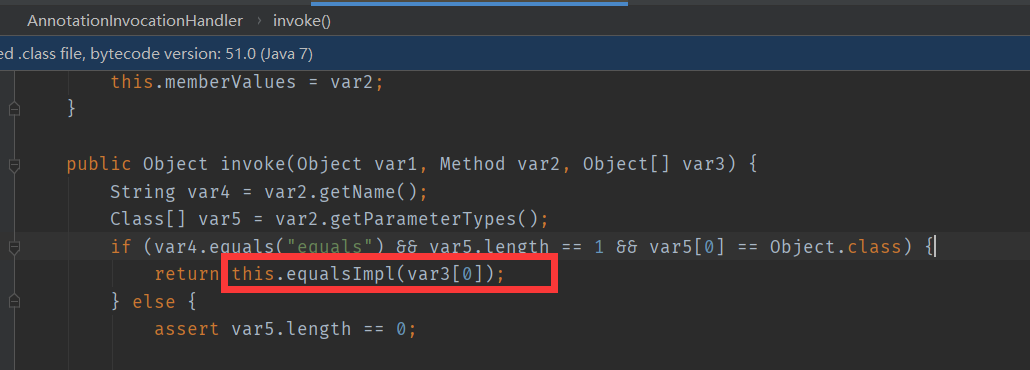 AnnotationInvocationHandler › invoke()
ed .class file, bytecode version: 51.0 (Java 7)
this.memberValues = var2;
}
public Object invoke(Object var1, Method var2, Object[] var3) {
String var4 = var2.getName();
Class[] var5 = var2.getParameterTypes();
if (var4.equals("equals") && var5.length == 1 && var5[0] == Object.class) {
return this.equalsImpl(var3[0]);
} else {
assert var5.length == 0;